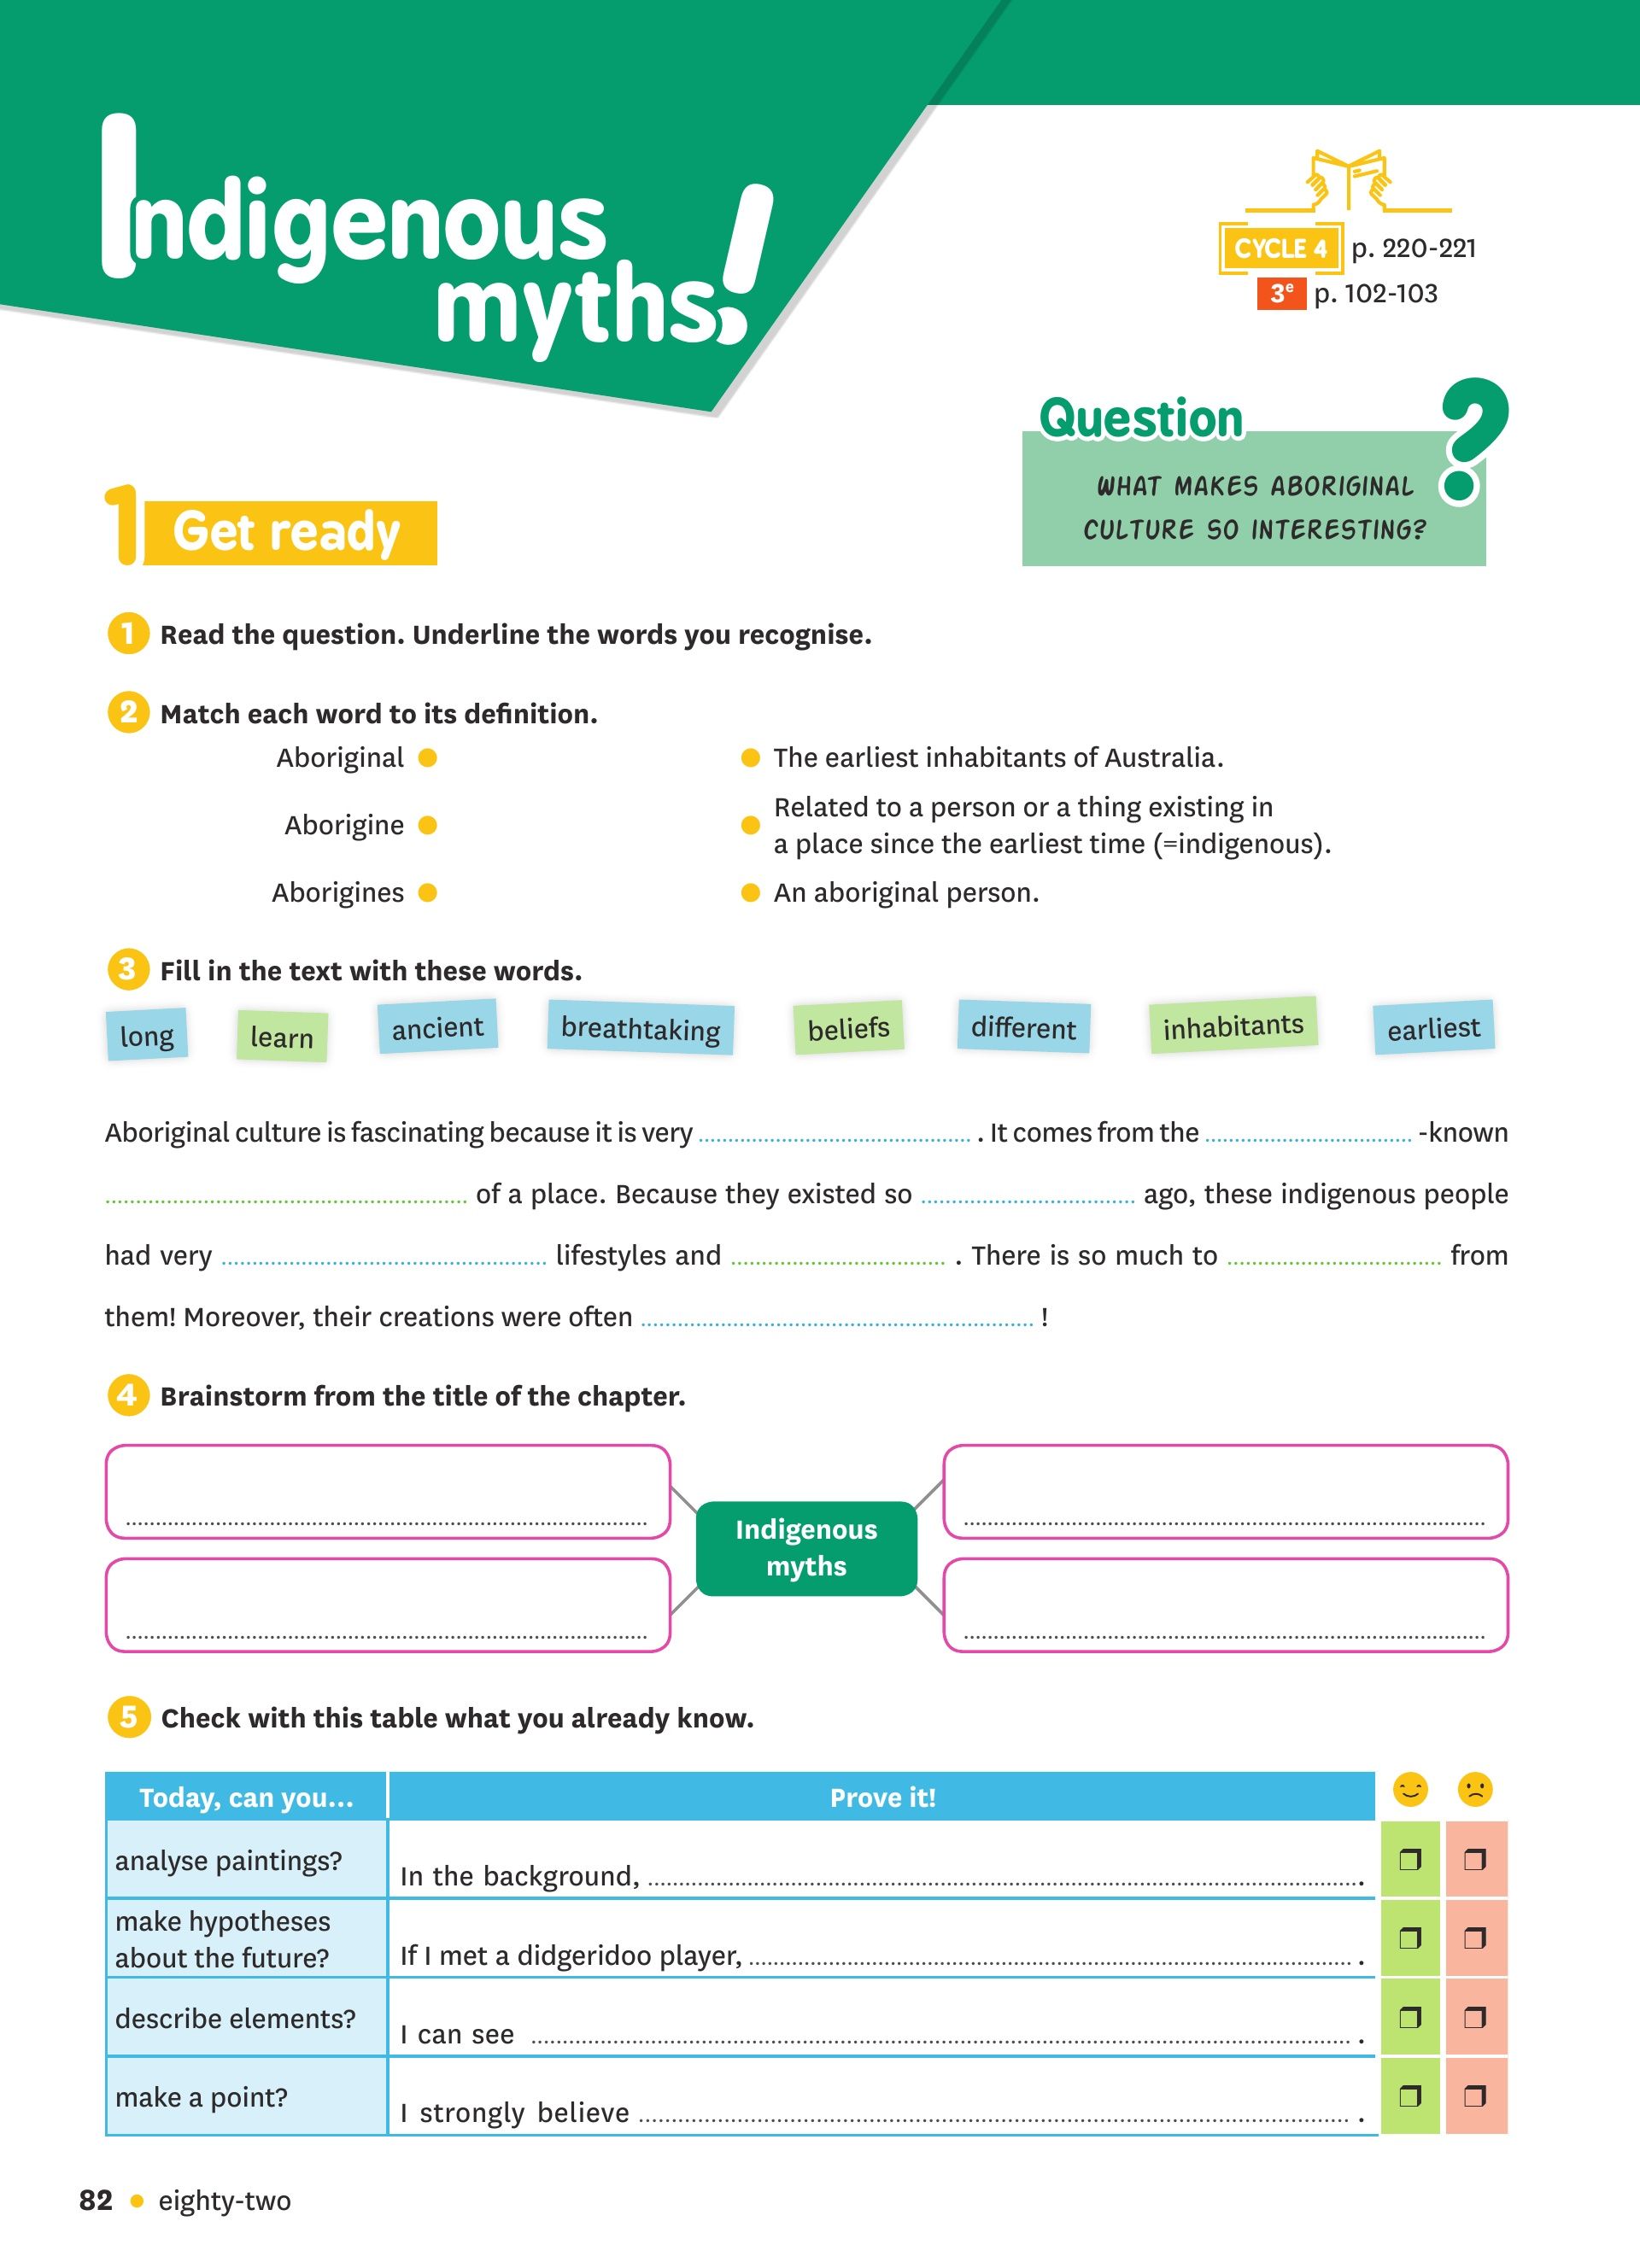 Indigenous
myths!
CYCLE 4 p. 220-221
3e p. 102-103
Question ?
WHAT MAKES ABORIGINAL
CULTURE SO INTERESTING?
1 Get ready
1 Read the question. Underline the words you recognise.
2 Match each word to its definition.
Aboriginal ● ● The earliest inhabitants of Australia.
Aborigine ● ● Related to a person or a thing existing in
a place since the earliest time (=indigenous).
Aborigines ● ● An aboriginal person.
3 Fill in the text with these words.
long learn ancient breathtaking beliefs different inhabitants earliest
Aboriginal culture is fascinating because it is very .......... . It comes from the .......... -known
.......... of a place. Because they existed so .......... ago, these indigenous people
had very .......... lifestyles and .......... . There is so much to .......... from
them! Moreover, their creations were often .......... !
4 Brainstorm from the title of the chapter.
Indigenous
myths
5 Check with this table what you already know.
Today, can you... Prove it!
analyse paintings? In the background, .......... .
make hypotheses
about the future? If I met a didgeridoo player, .......... .
describe elements? I can see .......... .
make a point? I strongly believe .......... .
82 ● eighty-two